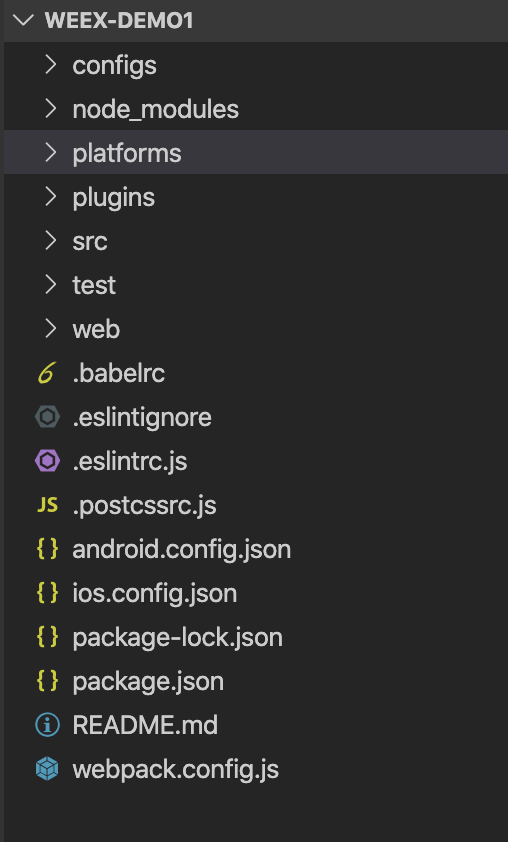 WEEX-DEMO1
configs
node_modules
platforms
plugins
src
test
web
.babelrc
.eslintignore
.eslintrc.js
JS .postcssrc.js
{ } android.config.json
{ } ios.config.json
{ } package-lock.json
{ } package.json
README.md
webpack.config.js